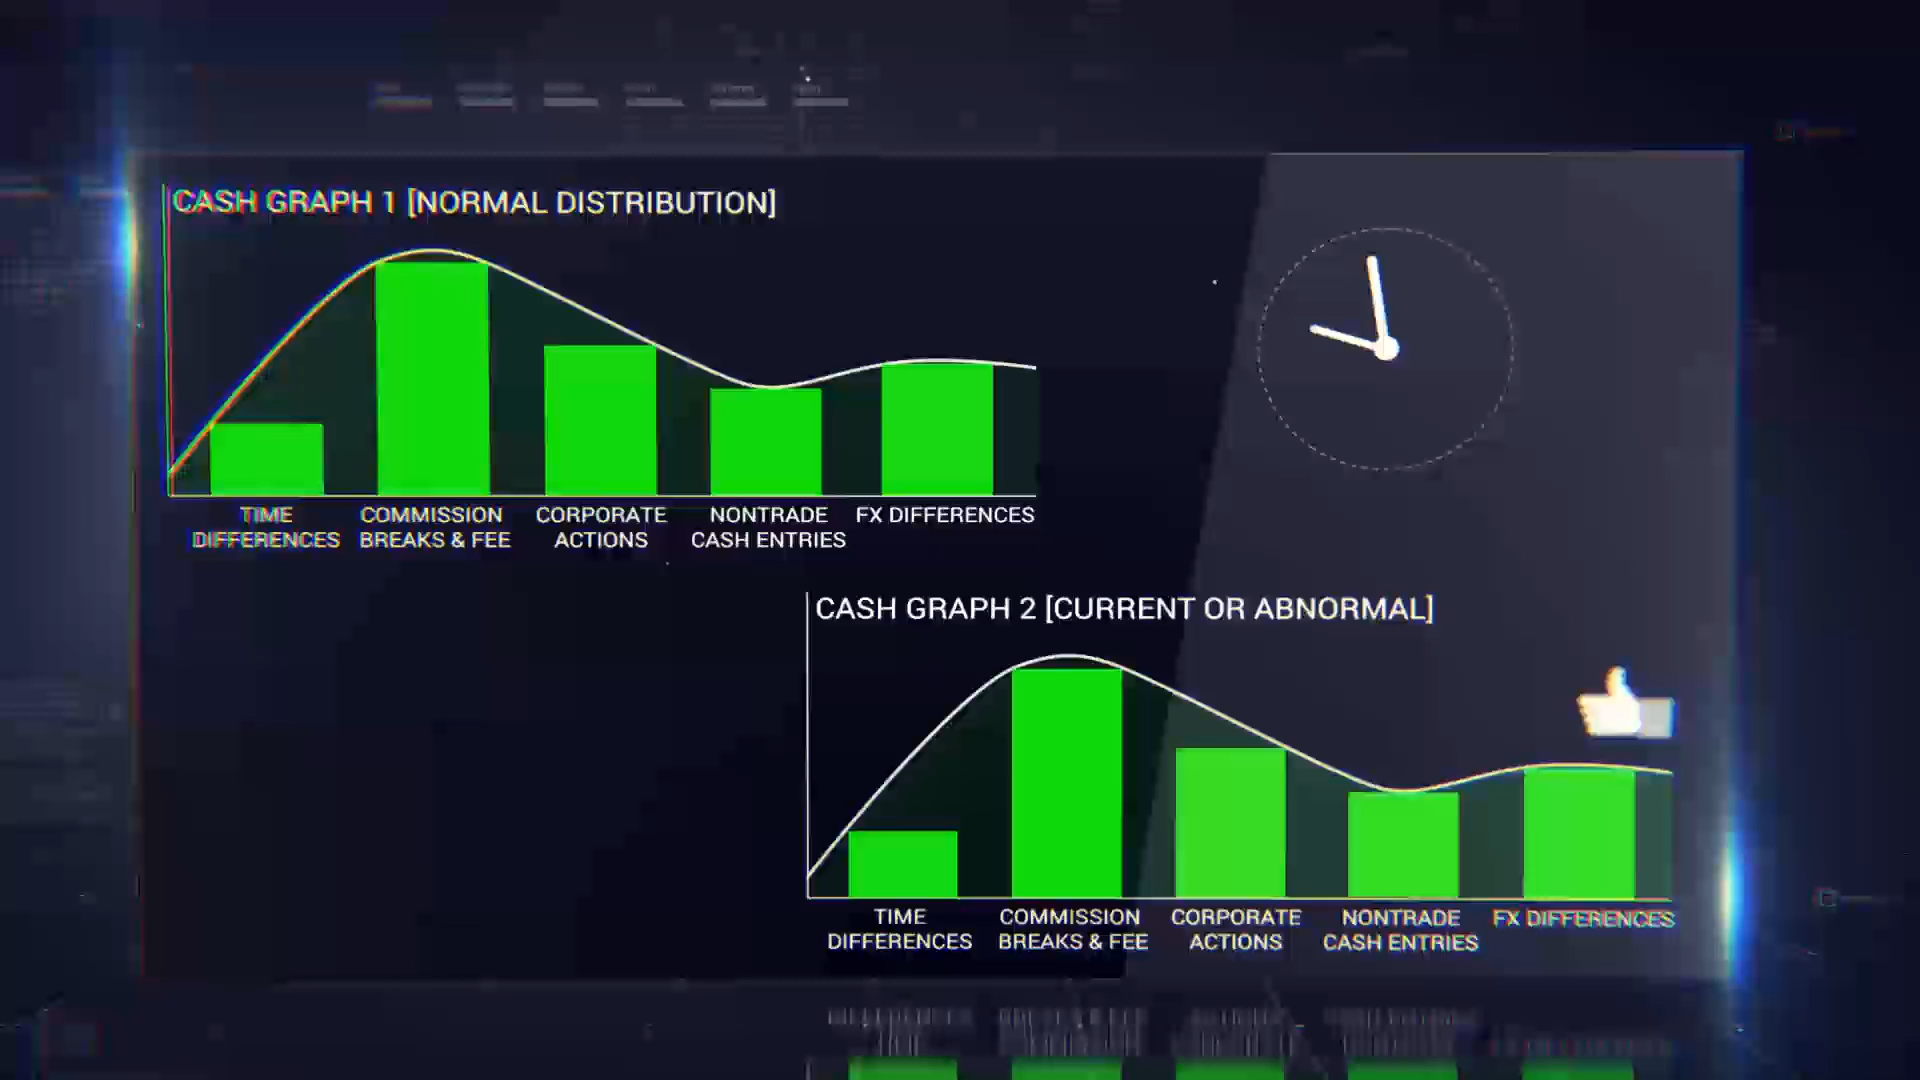 CASH GRAPH 1 [NORMAL DISTRIBUTION]
TIME
DIFFERENCES
COMMISSION
BREAKS & FEE
CORPORATE
ACTIONS
NONTRADE
CASH ENTRIES
FX DIFFERENCES
CASH GRAPH 2 [CURRENT OR ABNORMAL]
TIME
DIFFERENCES
COMMISSION
BREAKS & FEE
CORPORATE
ACTIONS
NONTRADE
CASH ENTRIES
FX DIFFERENCES